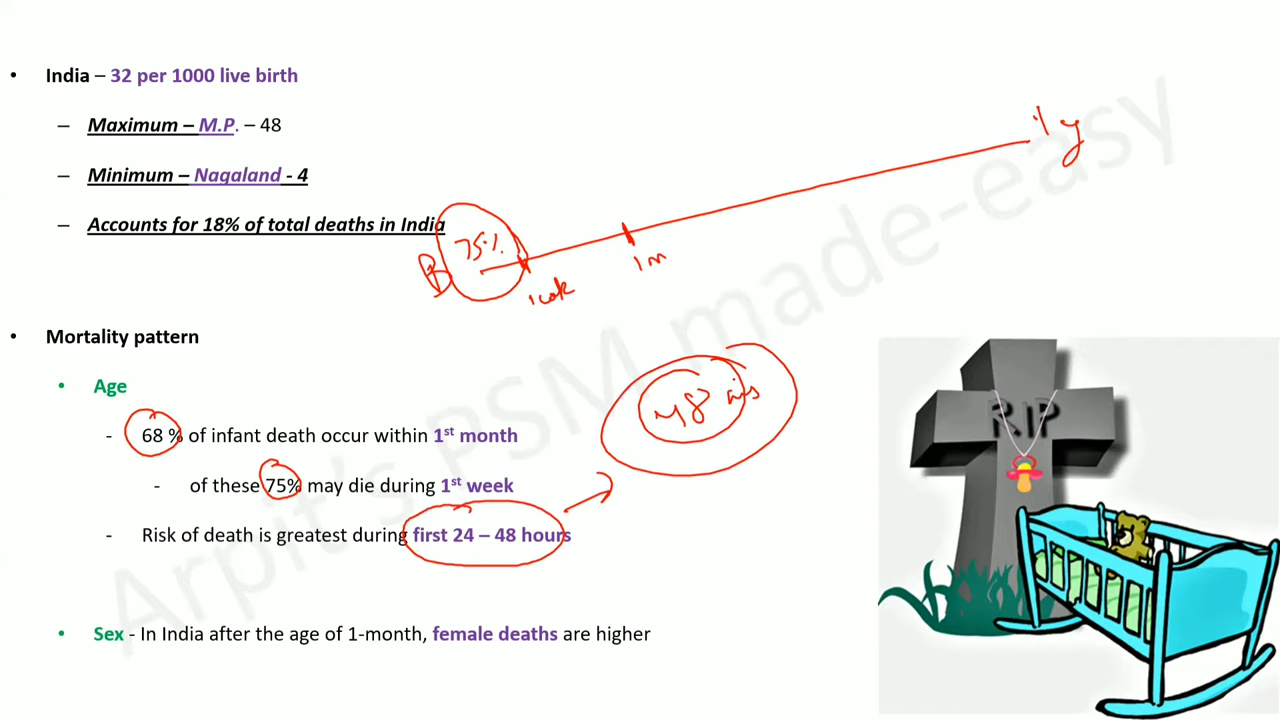 • India – 32 per 1000 live birth
– Maximum – M.P. – 48
– Minimum – Nagaland - 4
– Accounts for 18% of total deaths in India
B
75%
1 wk
1 m
1 y
• Mortality pattern
• Age
- 68 % of infant death occur within 1st month
- of these 75% may die during 1st week
- Risk of death is greatest during first 24 – 48 hours
48 hrs
• Sex - In India after the age of 1-month, female deaths are higher
RIP
Arpit's PSM made-easy